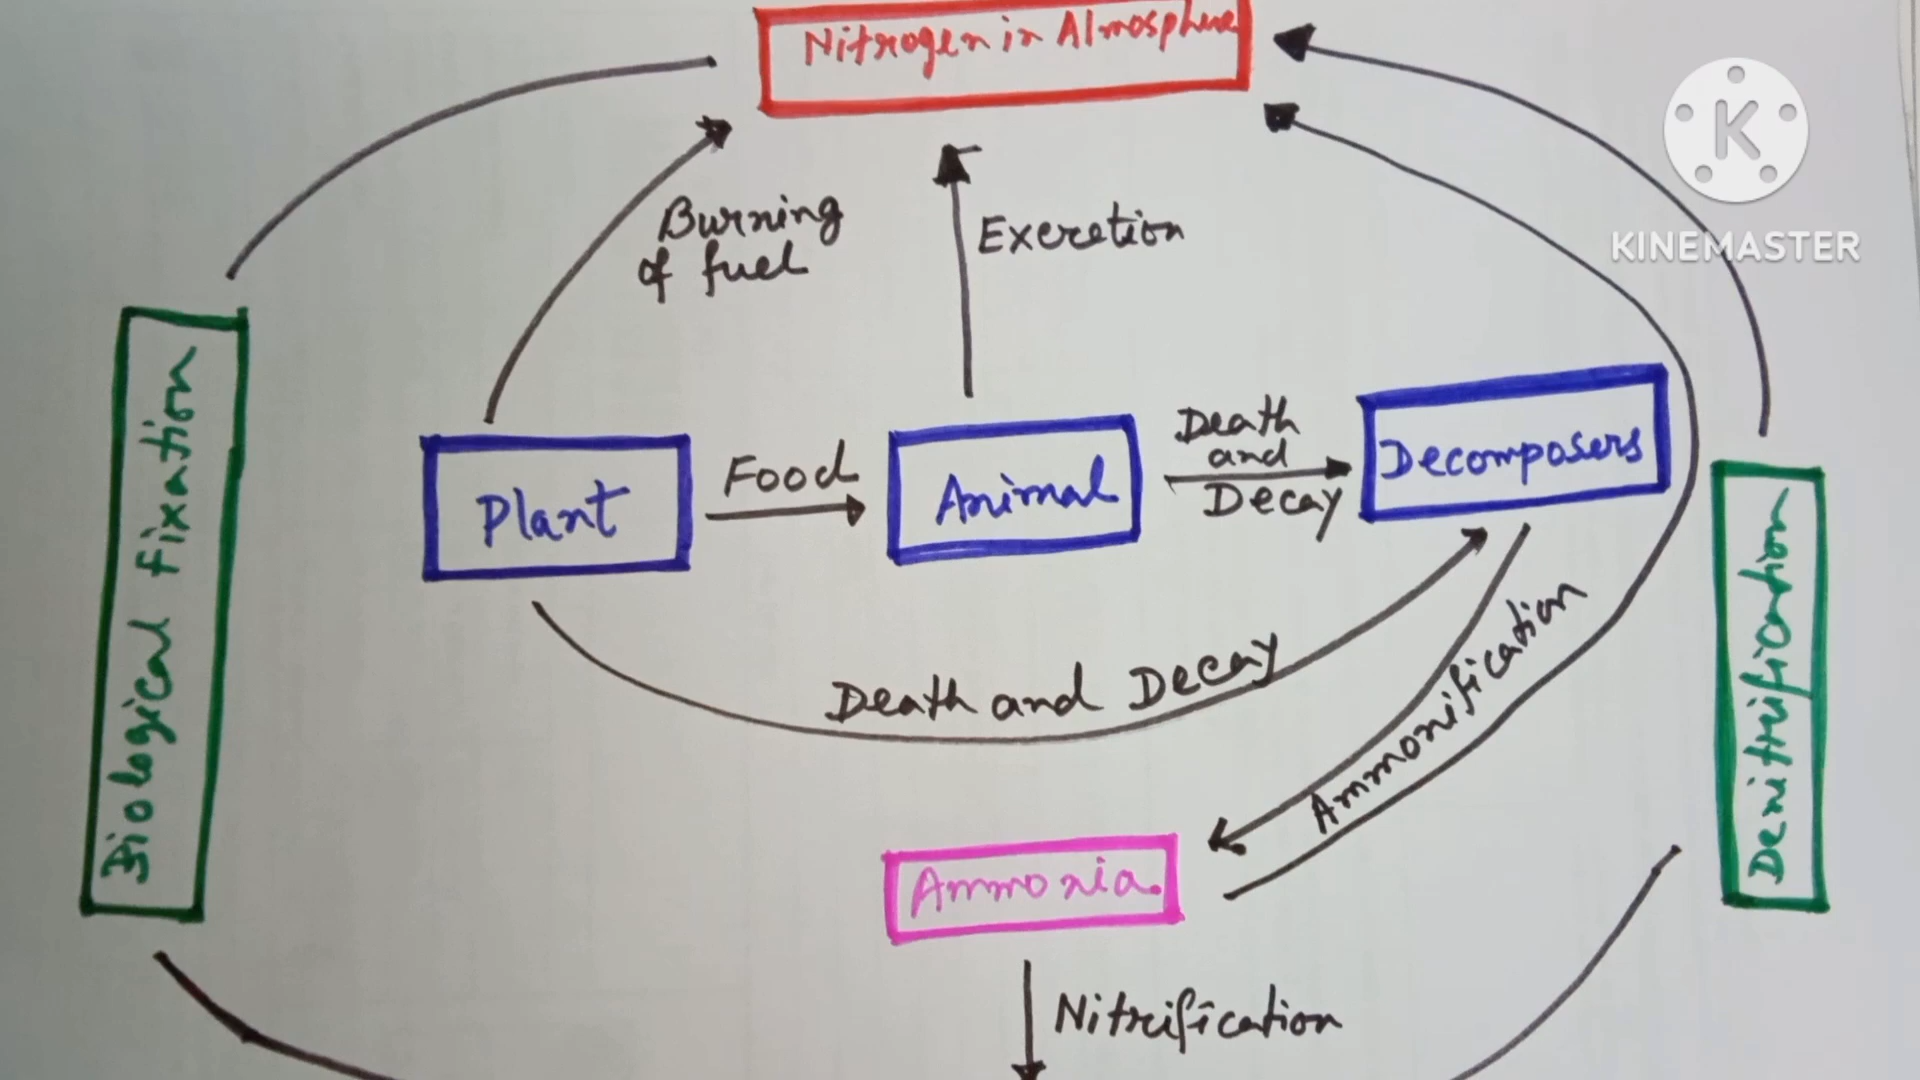 Nitrogen in Atmosphere
K
KINEMASTER
Burning
of fuel
Excretion
Biological fixation
Plant
Food
Animal
Death
and
Decay
Decomposers
Denitrification
Death and Decay
Ammonification
Ammonia
Nitrification